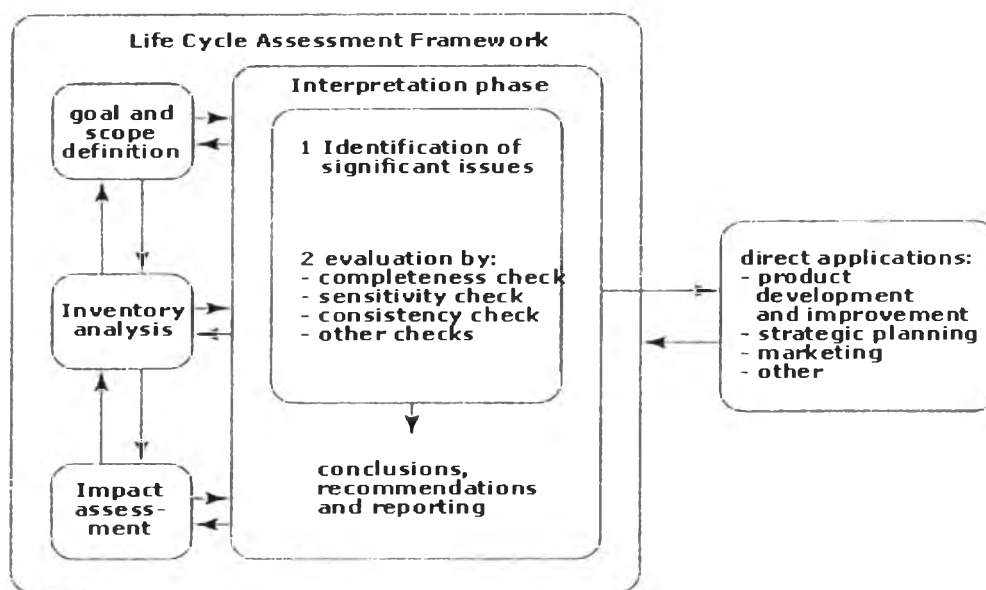 Life Cycle Assessment Framework
goal and
scope
definition
Inventory
analysis
Impact
assess-
ment
Interpretation phase
1 Identification of
significant issues
2 evaluation by:
- completeness check
- sensitivity check
- consistency check
- other checks
conclusions,
recommendations
and reporting
direct applications:
- product
development
and improvement
- strategic planning
- marketing
- other